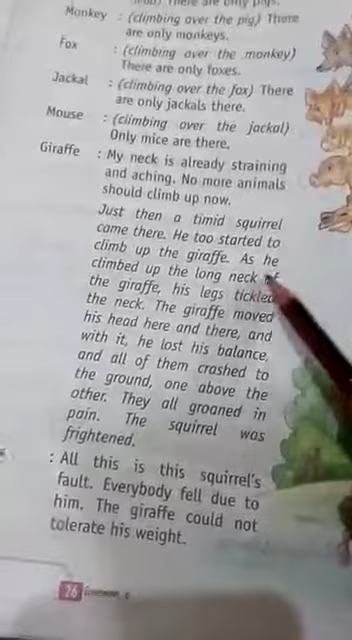 There are only pigs.
Monkey : (climbing over the pig) There
are only monkeys.
Fox : (climbing over the monkey)
There are only foxes.
Jackal : (climbing over the fox) There
are only jackals there.
Mouse : (climbing over the jackal)
Only mice are there.
Giraffe : My neck is already straining
and aching. No more animals
should climb up now.
Just then a timid squirrel
came there. He too started to
climb up the giraffe. As he
climbed up the long neck of
the giraffe, his legs tickled
the neck. The giraffe moved
his head here and there, and
with it, he lost his balance,
and all of them crashed to
the ground, one above the
other. They all groaned in
pain. The squirrel was
frightened.
: All this is this squirrel's
fault. Everybody fell due to
him. The giraffe could not
tolerate his weight.
26